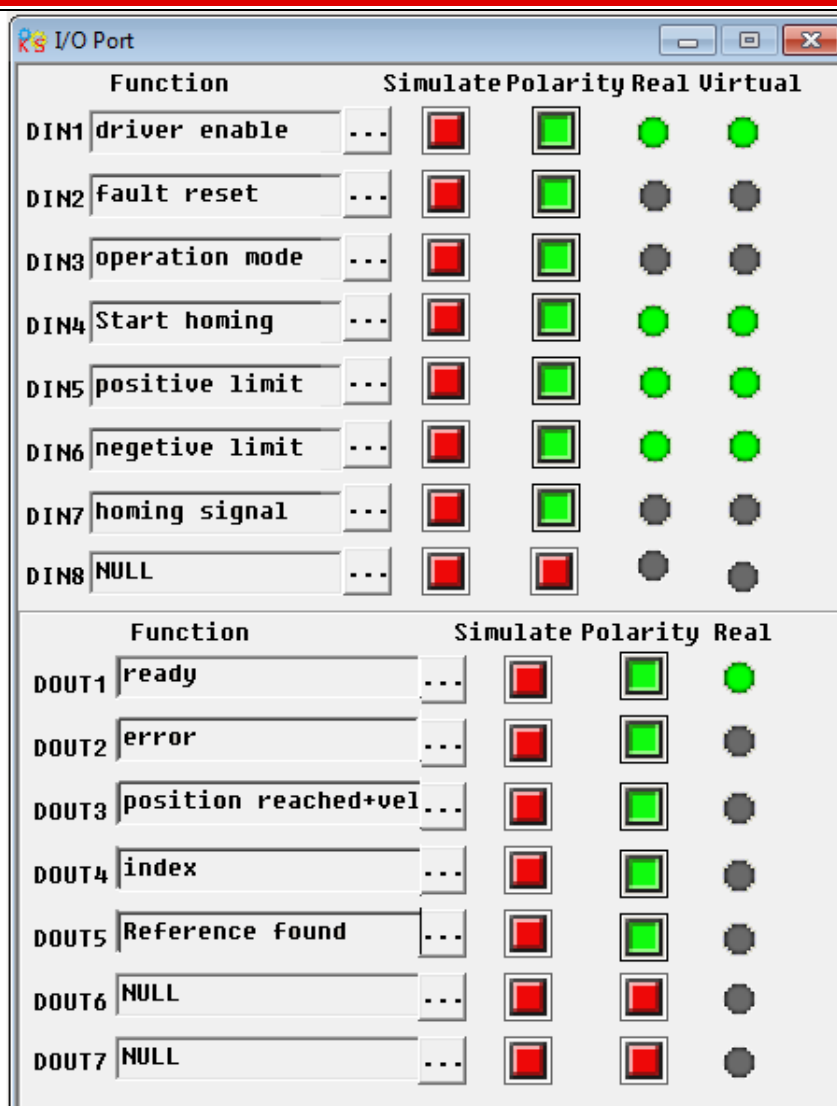 I/O Port
Function Simulate Polarity Real Virtual
DIN1 driver enable ...
DIN2 fault reset ...
DIN3 operation mode ...
DIN4 Start homing ...
DIN5 positive limit ...
DIN6 negetive limit ...
DIN7 homing signal ...
DIN8 NULL ...
Function Simulate Polarity Real
DOUT1 ready ...
DOUT2 error ...
DOUT3 position reached+vel ...
DOUT4 index ...
DOUT5 Reference found ...
DOUT6 NULL ...
DOUT7 NULL ...